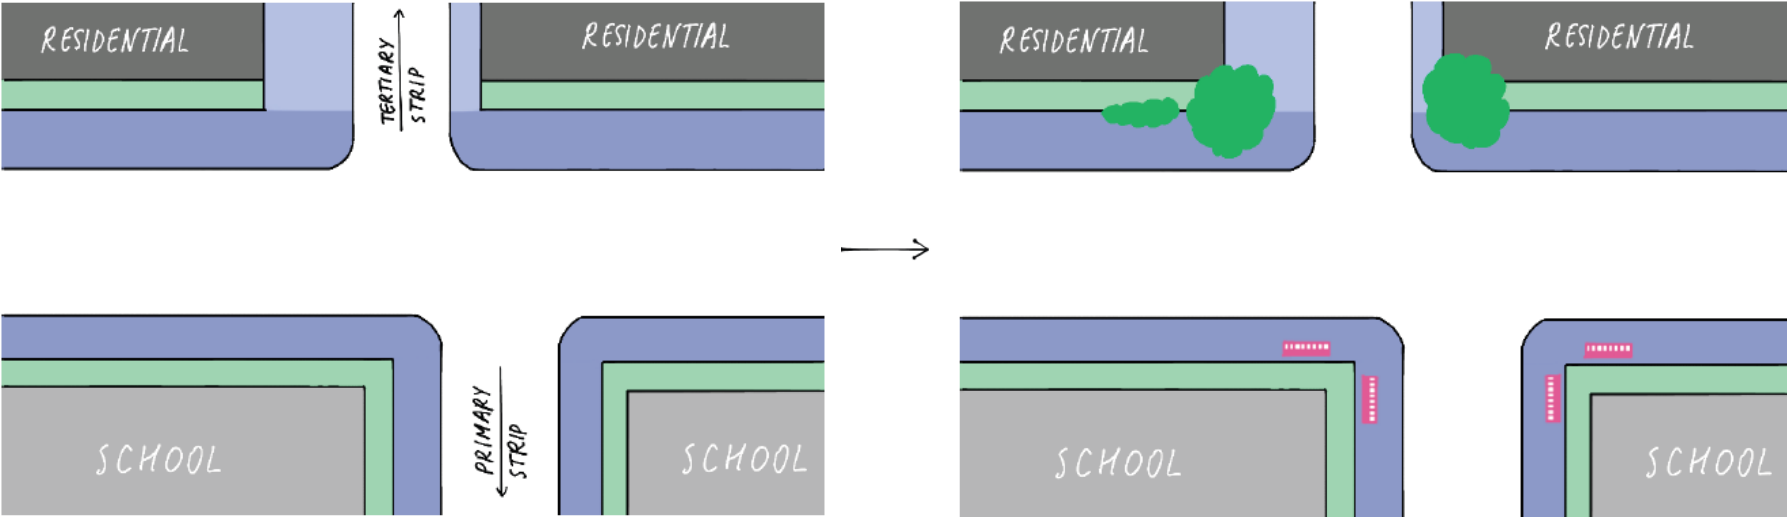 RESIDENTIAL
TERTIARY
STRIP
RESIDENTIAL
RESIDENTIAL
RESIDENTIAL
SCHOOL
PRIMARY
STRIP
SCHOOL
SCHOOL
SCHOOL